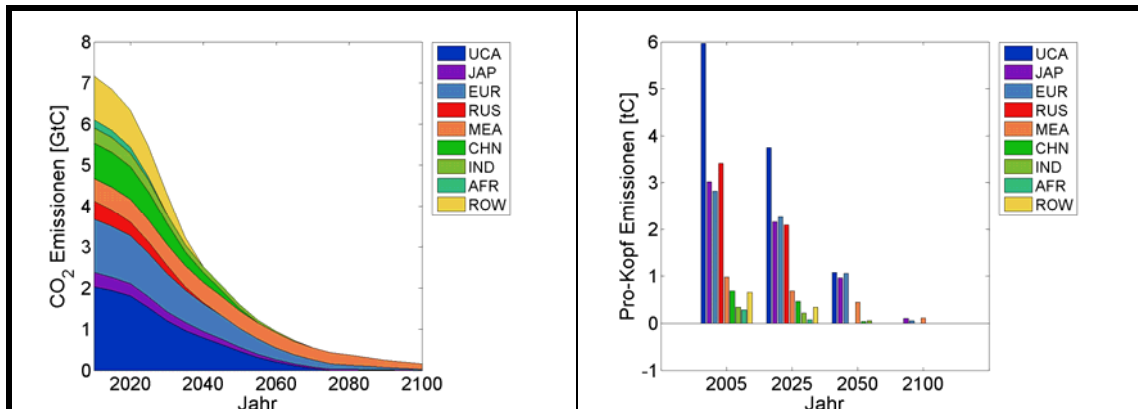 8
7
6
5
4
3
2
1
0
CO2 Emissionen [GtC]
2020 2040 2060 2080 2100
Jahr
UCA
JAP
EUR
RUS
MEA
CHN
IND
AFR
ROW
6
5
4
3
2
1
0
-1
Pro-Kopf Emissionen [tC]
2005 2025 2050 2100
Jahr
UCA
JAP
EUR
RUS
MEA
CHN
IND
AFR
ROW